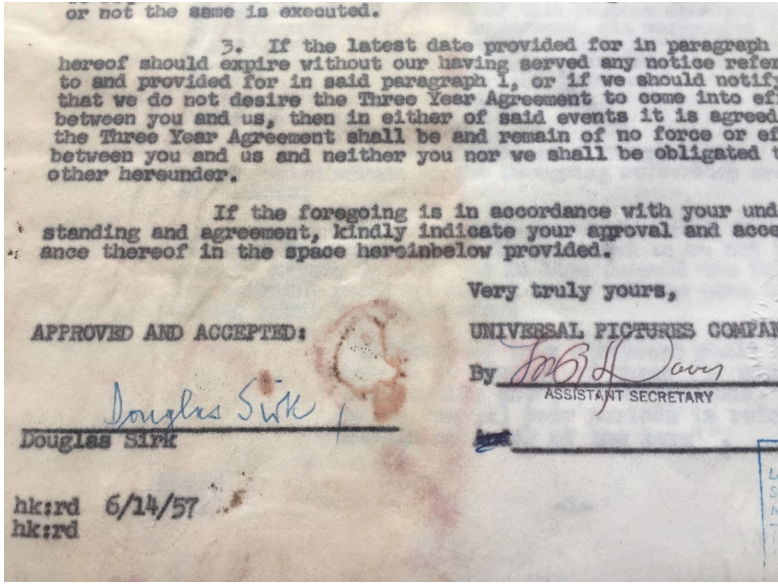 or not the same is executed.
3. If the latest date provided for in paragraph
hereof should expire without our having served any notice refer
to and provided for in said paragraph 1, or if we should notif
that we do not desire the Three Year Agreement to come into ef
between you and us, then in either of said events it is agreed
the Three Year Agreement shall be and remain of no force or e
between you and us and neither you nor we shall be obligated t
other hereunder.
If the foregoing is in accordance with your und
standing and agreement, kindly indicate your aproval and acce
ance thereof in the space hereinbelow provided.
Very truly yours,
APPROVED AND ACCEPTED:
UNIVERSAL PICTURES COMPA
By Davis
ASSISTANT SECRETARY
Douglas Sirk
Douglas Sirk
hk:rd 6/14/57
hk:rd